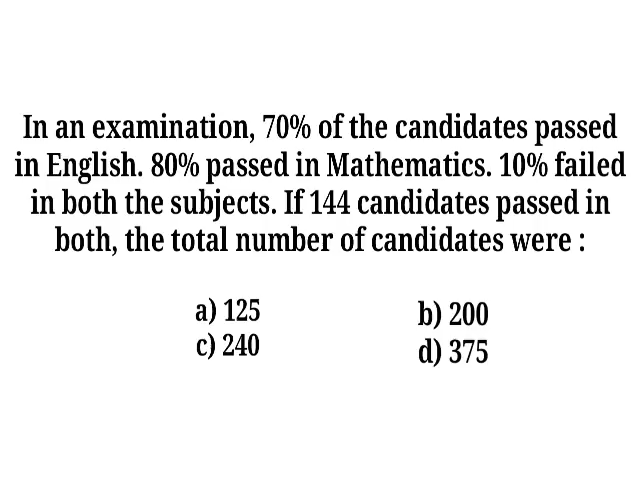 In an examination, 70% of the candidates passed
in English. 80% passed in Mathematics. 10% failed
in both the subjects. If 144 candidates passed in
both, the total number of candidates were :
a) 125 b) 200
c) 240 d) 375